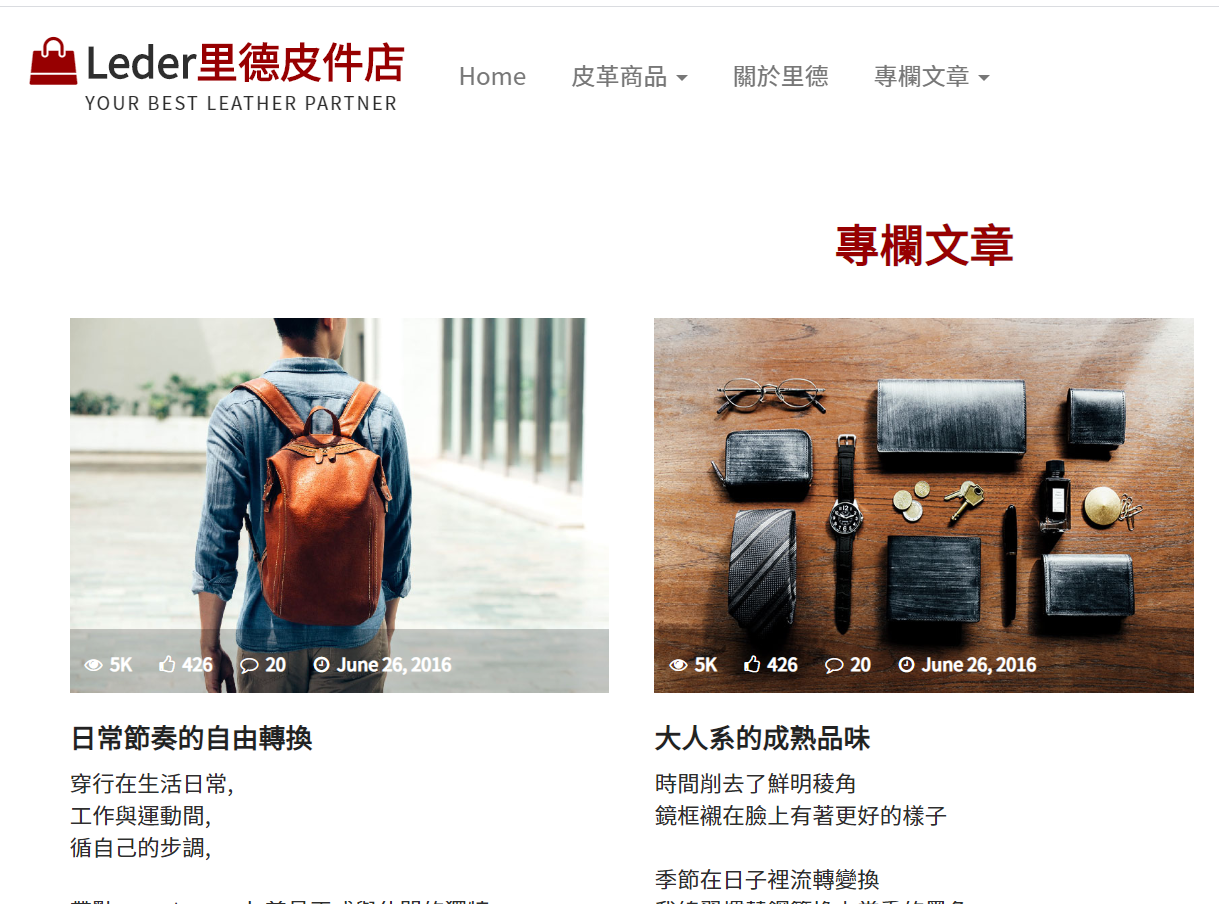 Leder里德皮件店
YOUR BEST LEATHER PARTNER
Home 皮革商品 關於里德 專欄文章
專欄文章
5K 426 20 June 26, 2016
5K 426 20 June 26, 2016
日常節奏的自由轉換
穿行在生活日常,
工作與運動間,
循自己的步調,
大人系的成熟品味
時間削去了鮮明稜角
鏡框襯在臉上有著更好的樣子
季節在日子裡流轉變換